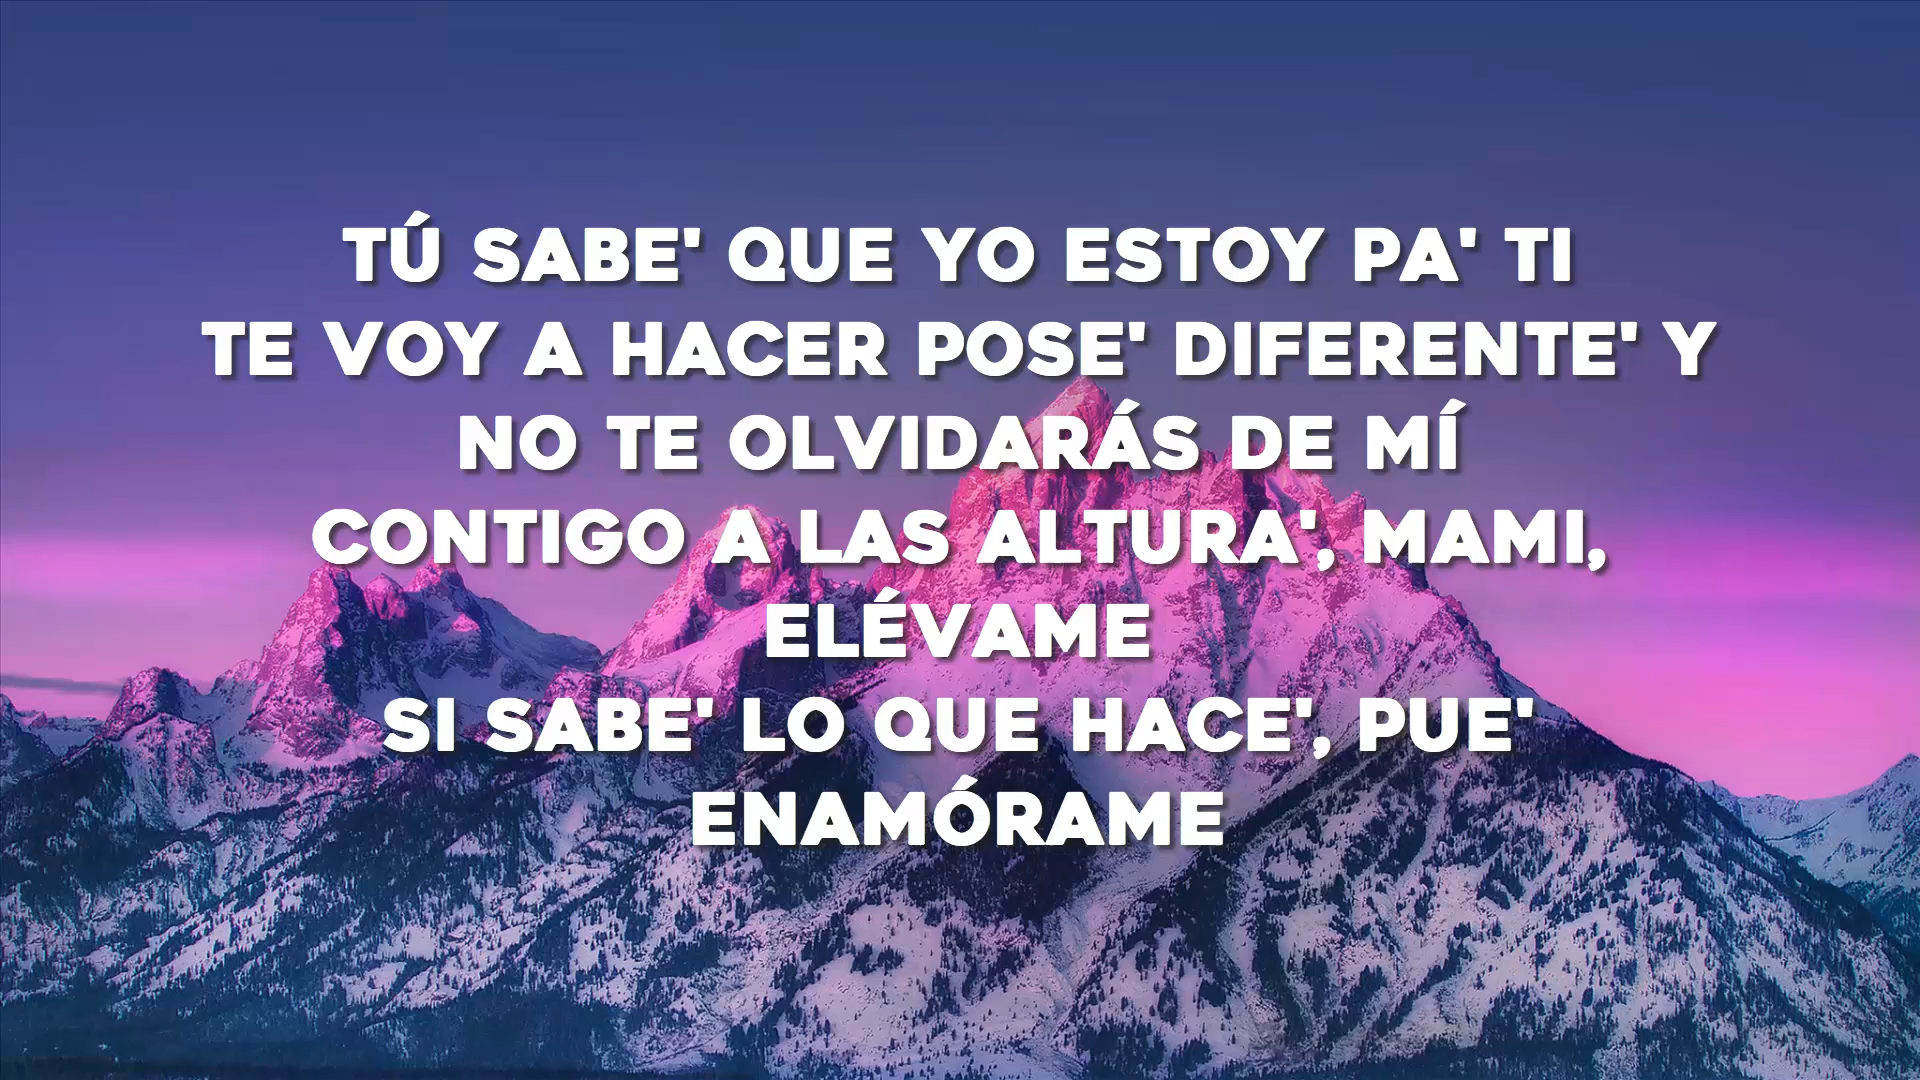 TÚ SABE' QUE YO ESTOY PA' TI
TE VOY A HACER POSE' DIFERENTE' Y
NO TE OLVIDARÁS DE MÍ
CONTIGO A LAS ALTURA', MAMI,
ELÉVAME
SI SABE' LO QUE HACE', PUE'
ENAMÓRAME